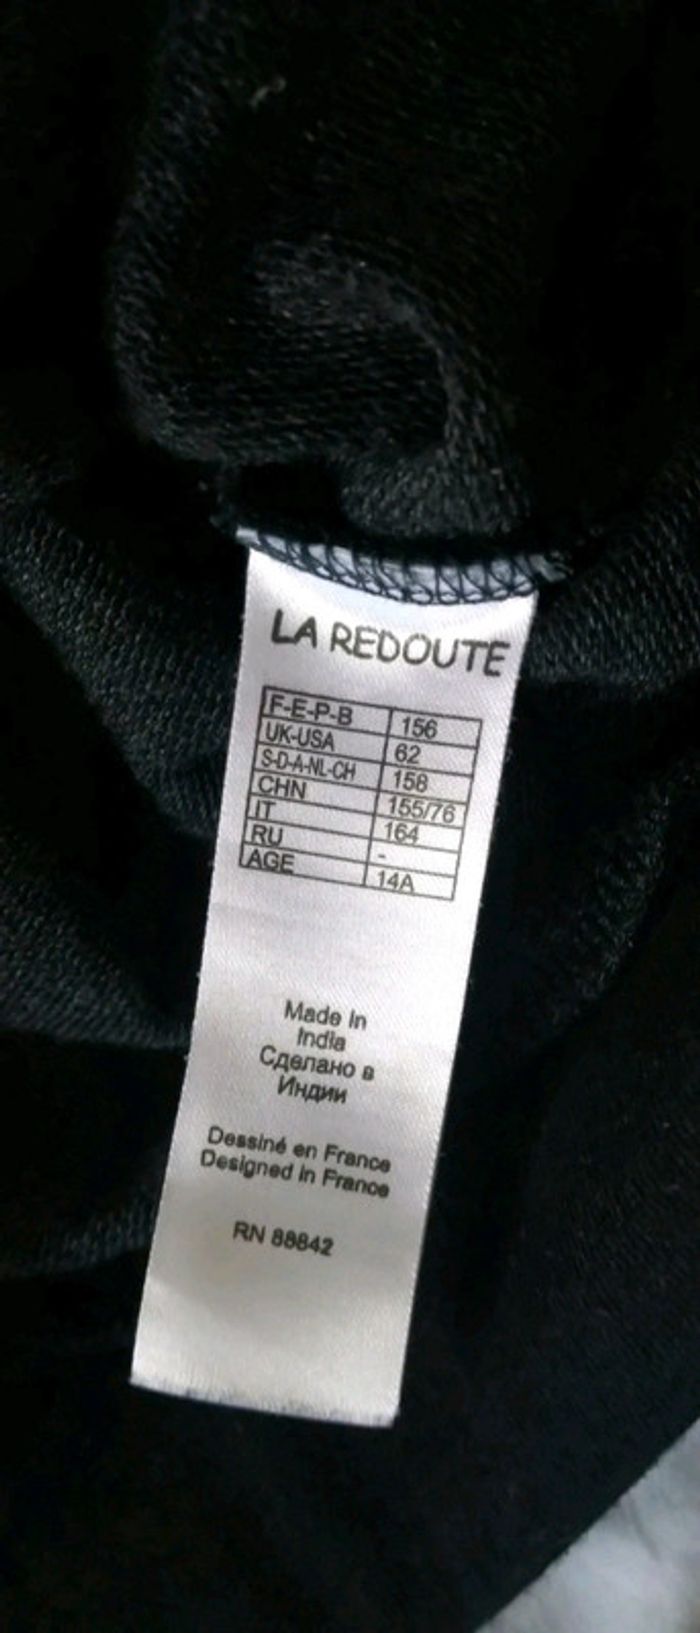 LA REDOUTE
F-E-P-B 156
UK-USA 62
S-D-A-NL-CH 158
CHN 155/76
IT 164
RU -
AGE 14A
Made In
India
Сделано в
Индии
Dessiné en France
Designed in France
RN 88842